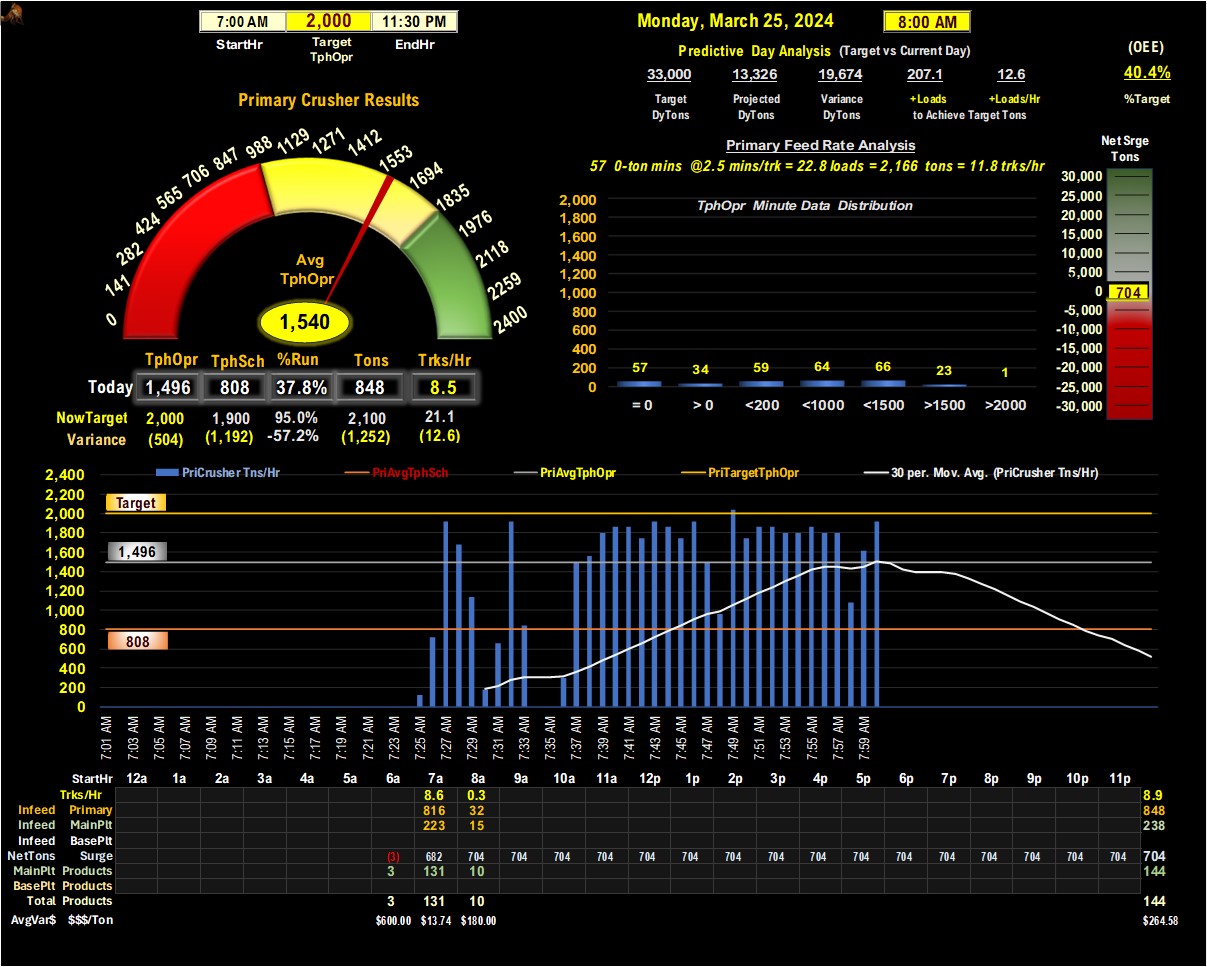 7:00 AM 2,000 11:30 PM
StartHr Target TphOpr EndHr
Monday, March 25, 2024 8:00 AM
Predictive Day Analysis (Target vs Current Day)
33,000 13,326 19,674 207.1 12.6
Target Projected Variance +Loads +Loads/Hr
DyTons DyTons DyTons to Achieve Target Tons
(OEE)
40.4%
%Target
Primary Crusher Results
0 141 282 424 565 706 847 988 1129 1271 1412 1553 1694 1835 1976 2118 2259 2400
Avg
TphOpr
1,540
TphOpr TphSch %Run Tons Trks/Hr
Today 1,496 808 37.8% 848 8.5
NowTarget 2,000 1,900 95.0% 2,100 21.1
Variance (504) (1,192) -57.2% (1,252) (12.6)
Primary Feed Rate Analysis
57 0-ton mins @2.5 mins/trk = 22.8 loads = 2,166 tons = 11.8 trks/hr
TphOpr Minute Data Distribution
2,000
1,800
1,600
1,400
1,200
1,000
800
600
400
200
0
57 34 59 64 66 23 1
= 0 > 0 <200 <1000 <1500 >1500 >2000
Net Srge
Tons
30,000
25,000
20,000
15,000
10,000
5,000
0 704
-5,000
-10,000
-15,000
-20,000
-25,000
-30,000
PriCrusher Tns/Hr PriAvgTphSch PriAvgTphOpr PriTargetTphOpr 30 per. Mov. Avg. (PriCrusher Tns/Hr)
2,400
2,200
2,000
1,800
1,600
1,400
1,200
1,000
800
600
400
200
0
Target
1,496
808
7:01 AM 7:03 AM 7:05 AM 7:07 AM 7:09 AM 7:11 AM 7:13 AM 7:15 AM 7:17 AM 7:19 AM 7:21 AM 7:23 AM 7:25 AM 7:27 AM 7:29 AM 7:31 AM 7:33 AM 7:35 AM 7:37 AM 7:39 AM 7:41 AM 7:43 AM 7:45 AM 7:47 AM 7:49 AM 7:51 AM 7:53 AM 7:55 AM 7:57 AM 7:59 AM
StartHr 12a 1a 2a 3a 4a 5a 6a 7a 8a 9a 10a 11a 12p 1p 2p 3p 4p 5p 6p 7p 8p 9p 10p 11p
Trks/Hr 8.6 0.3 8.9
Infeed Primary 816 32 848
Infeed MainPlt 223 15 238
Infeed BasePlt
NetTons Surge (3) 682 704 704 704 704 704 704 704 704 704 704 704 704 704 704 704 704 704
MainPlt Products 3 131 10 144
BasePlt Products
Total Products 3 131 10 144
AvgVar$ $$$/Ton $600.00 $13.74 $180.00 $264.58